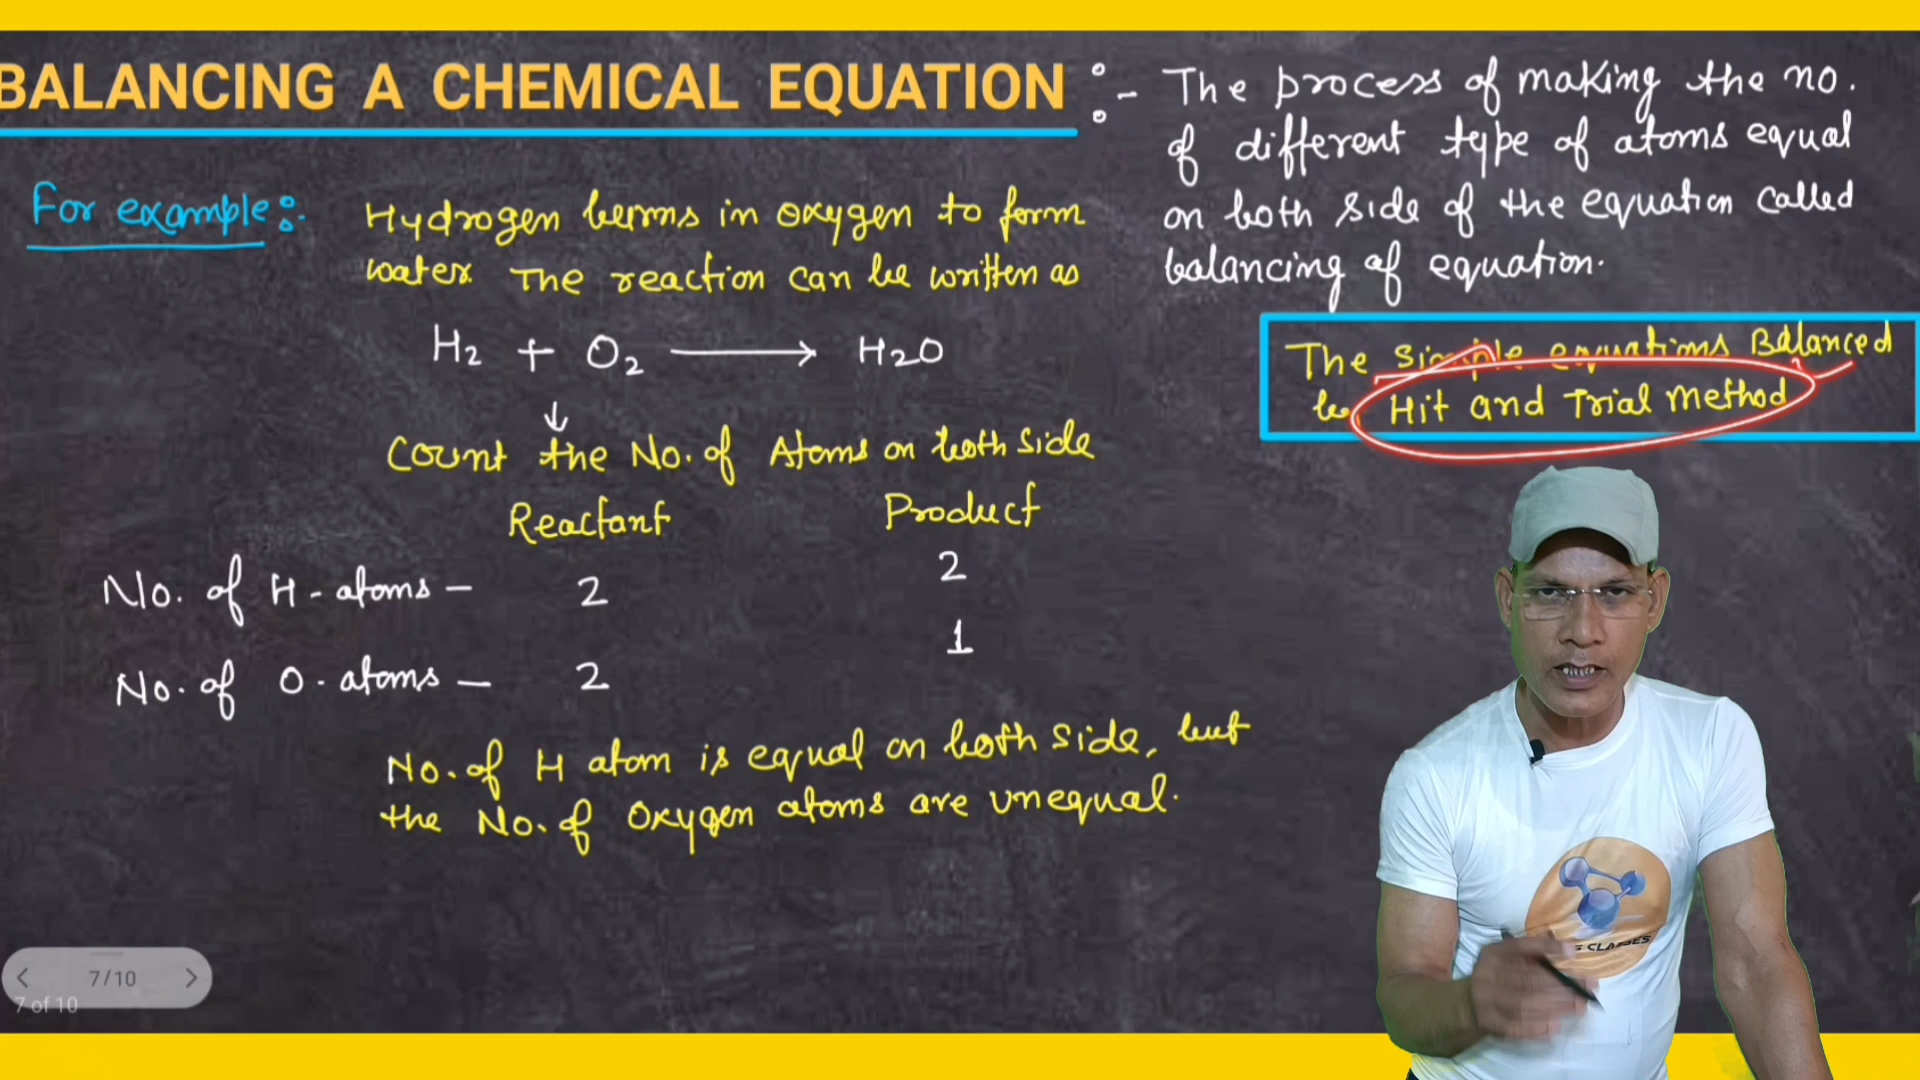 BALANCING A CHEMICAL EQUATION :-
The process of making the no.
of different type of atoms equal
on both side of the equation called
balancing of equation.
For example:-
Hydrogen berns in oxygen to form
water. The reaction can be written as
H2 + O2 ⟶ H2O
The simple equations Balanced
by Hit and Trial method
↓
Count the No. of Atoms on both side
Reactant Product
No. of H-atoms — 2 2
No. of O-atoms — 2 1
No. of H atom is equal on both side, but
the No. of Oxygen atoms are unequal.
CLASSES
< 7/10 >
7 of 10